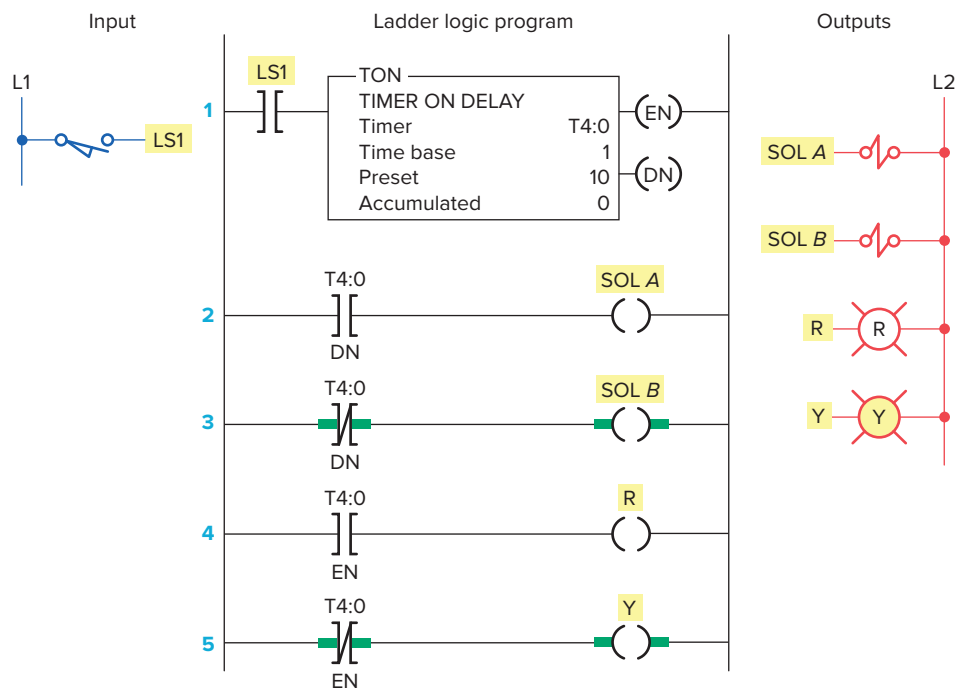 Input
Ladder logic program
Outputs
L1
LS1
1
LS1
TON
TIMER ON DELAY
Timer T4:0
Time base 1
Preset 10
Accumulated 0
EN
DN
L2
SOL A
SOL B
R R
Y Y
2
T4:0
DN
SOL A
3
T4:0
DN
SOL B
4
T4:0
EN
R
5
T4:0
EN
Y